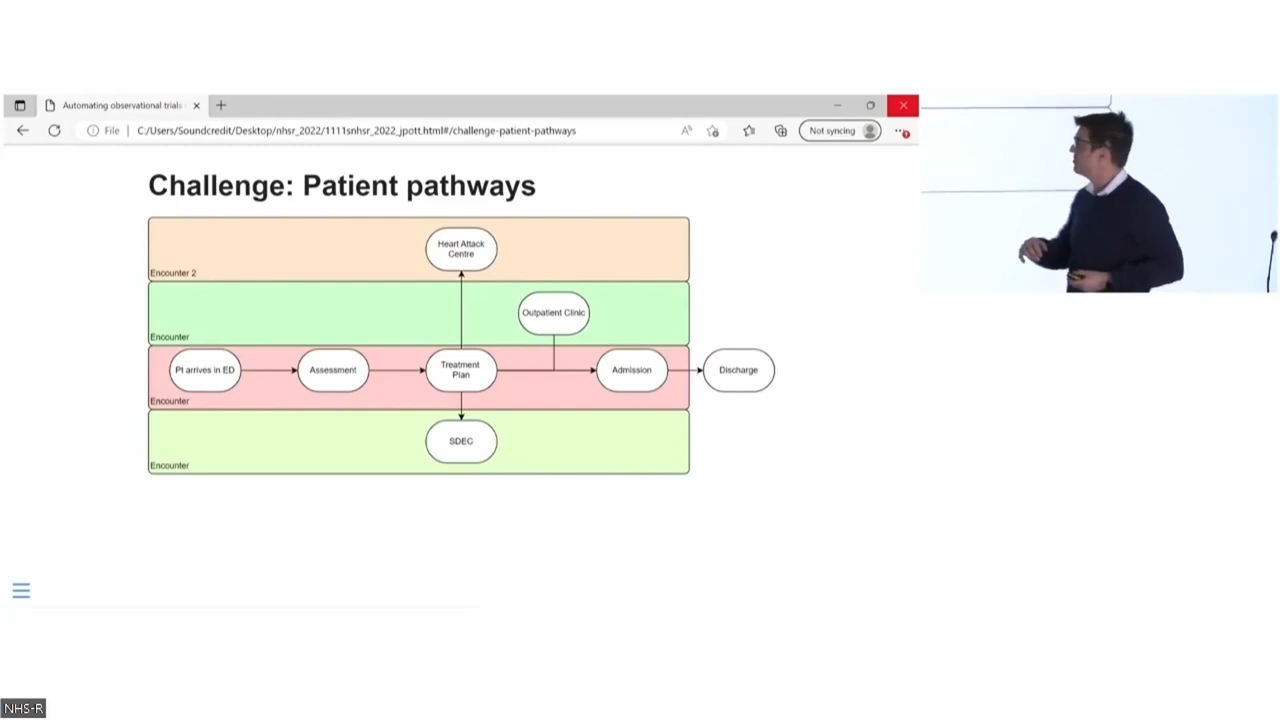 Automating observational trials
File
C:/Users/Soundcredit/Desktop/nhsr_2022/1111snhsr_2022_jpott.html#/challenge-patient-pathways
Not syncing
Challenge: Patient pathways
Heart Attack
Centre
Encounter 2
Outpatient Clinic
Encounter
Pt arrives in ED
Assessment
Treatment
Plan
Admission
Discharge
Encounter
SDEC
Encounter
NHS-R